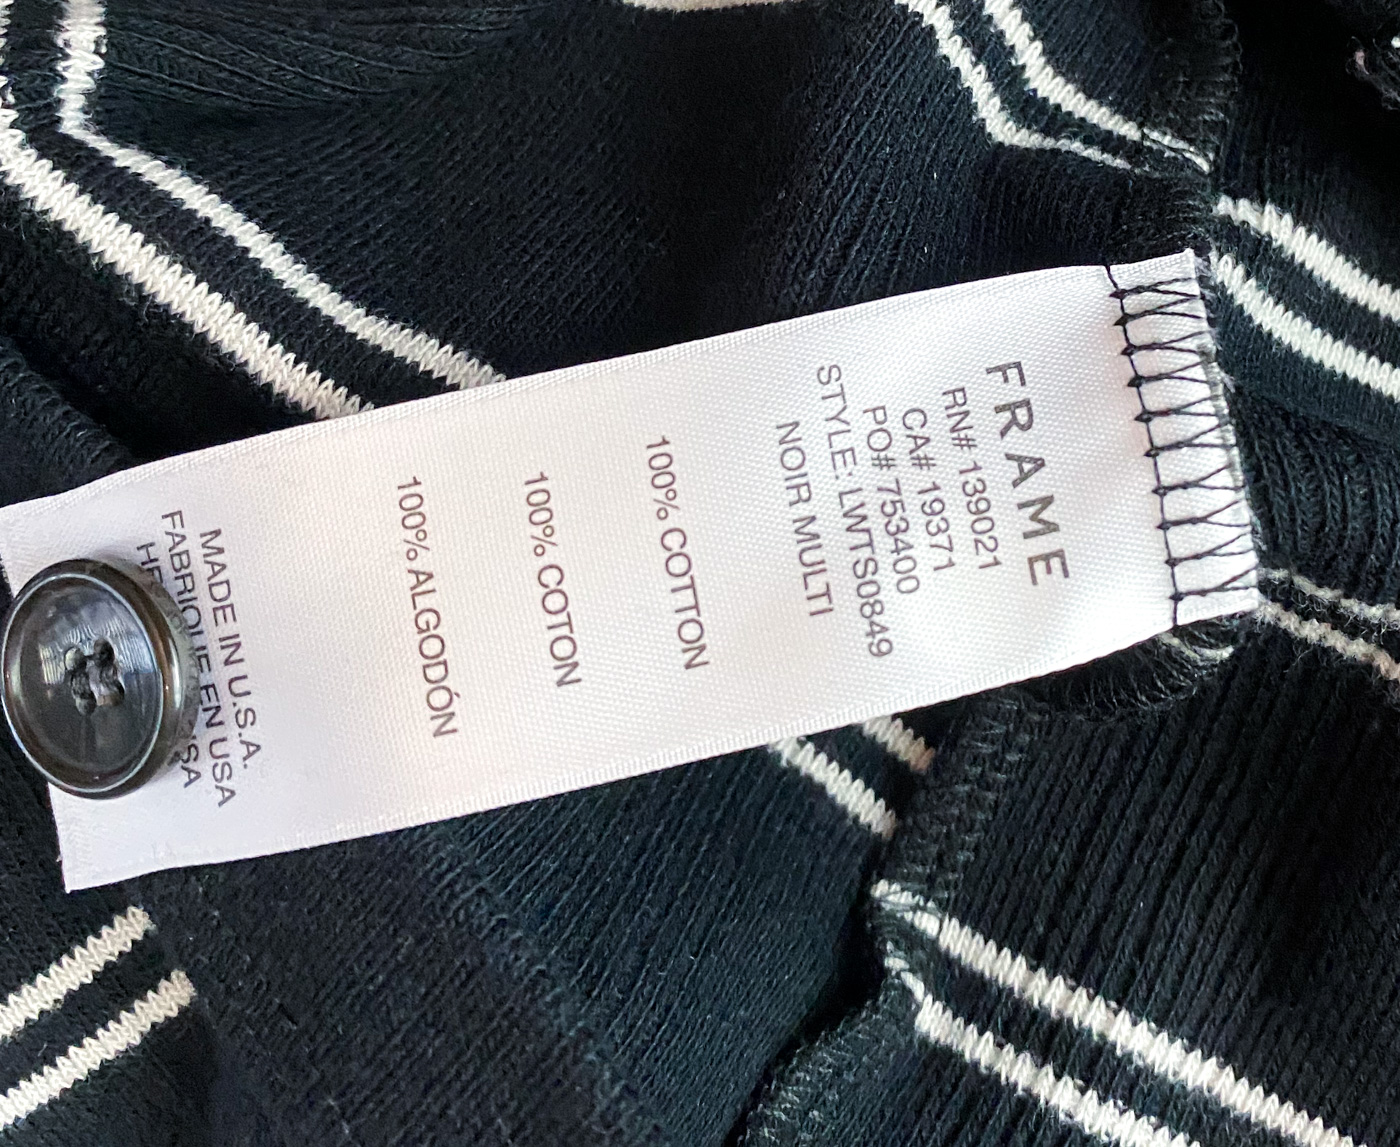 FRAME
RN# 139021
CA# 19371
PO# 753400
STYLE: LWTS0849
NOIR MULTI
100% COTTON
100% COTON
100% ALGODÓN
MADE IN U.S.A.
FABRIQUE EN USA